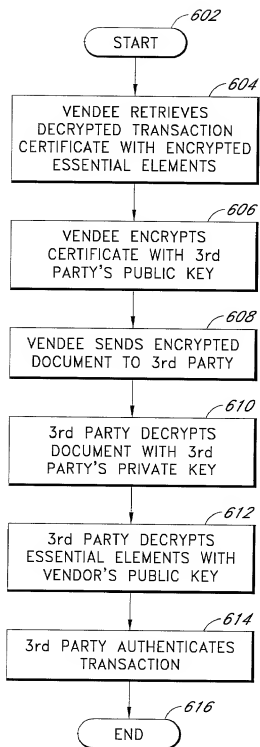 602
START
604
VENDEE RETRIEVES
DECRYPTED TRANSACTION
CERTIFICATE WITH ENCRYPTED
ESSENTIAL ELEMENTS
606
VENDEE ENCRYPTS
CERTIFICATE WITH 3rd
PARTY'S PUBLIC KEY
608
VENDEE SENDS ENCRYPTED
DOCUMENT TO 3rd PARTY
610
3rd PARTY DECRYPTS
DOCUMENT WITH 3rd
PARTY'S PRIVATE KEY
612
3rd PARTY DECRYPTS
ESSENTIAL ELEMENTS WITH
VENDOR'S PUBLIC KEY
614
3rd PARTY AUTHENTICATES
TRANSACTION
616
END